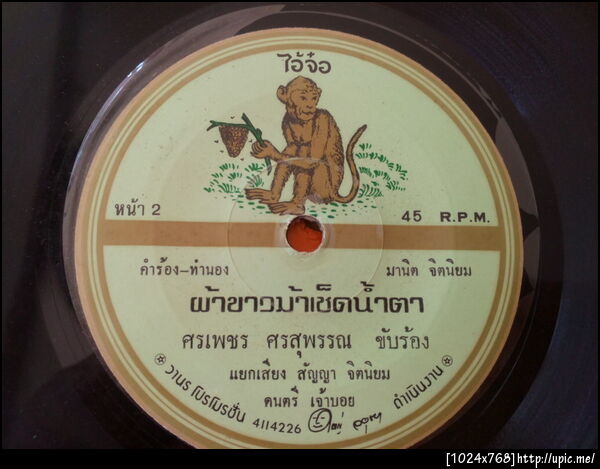 ไอ้จ๋อ
หน้า 2
45 R.P.M.
คำร้อง-ทำนอง
มานิต จิตนิยม
ผ้าขาวม้าเช็ดน้ำตา
ศรเพชร ศรสุพรรณ ขับร้อง
แยกเสียง สัญญา จิตนิยม
ดนตรี เจ้าบอย
วานร โปรโมชั่น 4114226
ดำเนินงาน
[1024x768]http://upic.me/